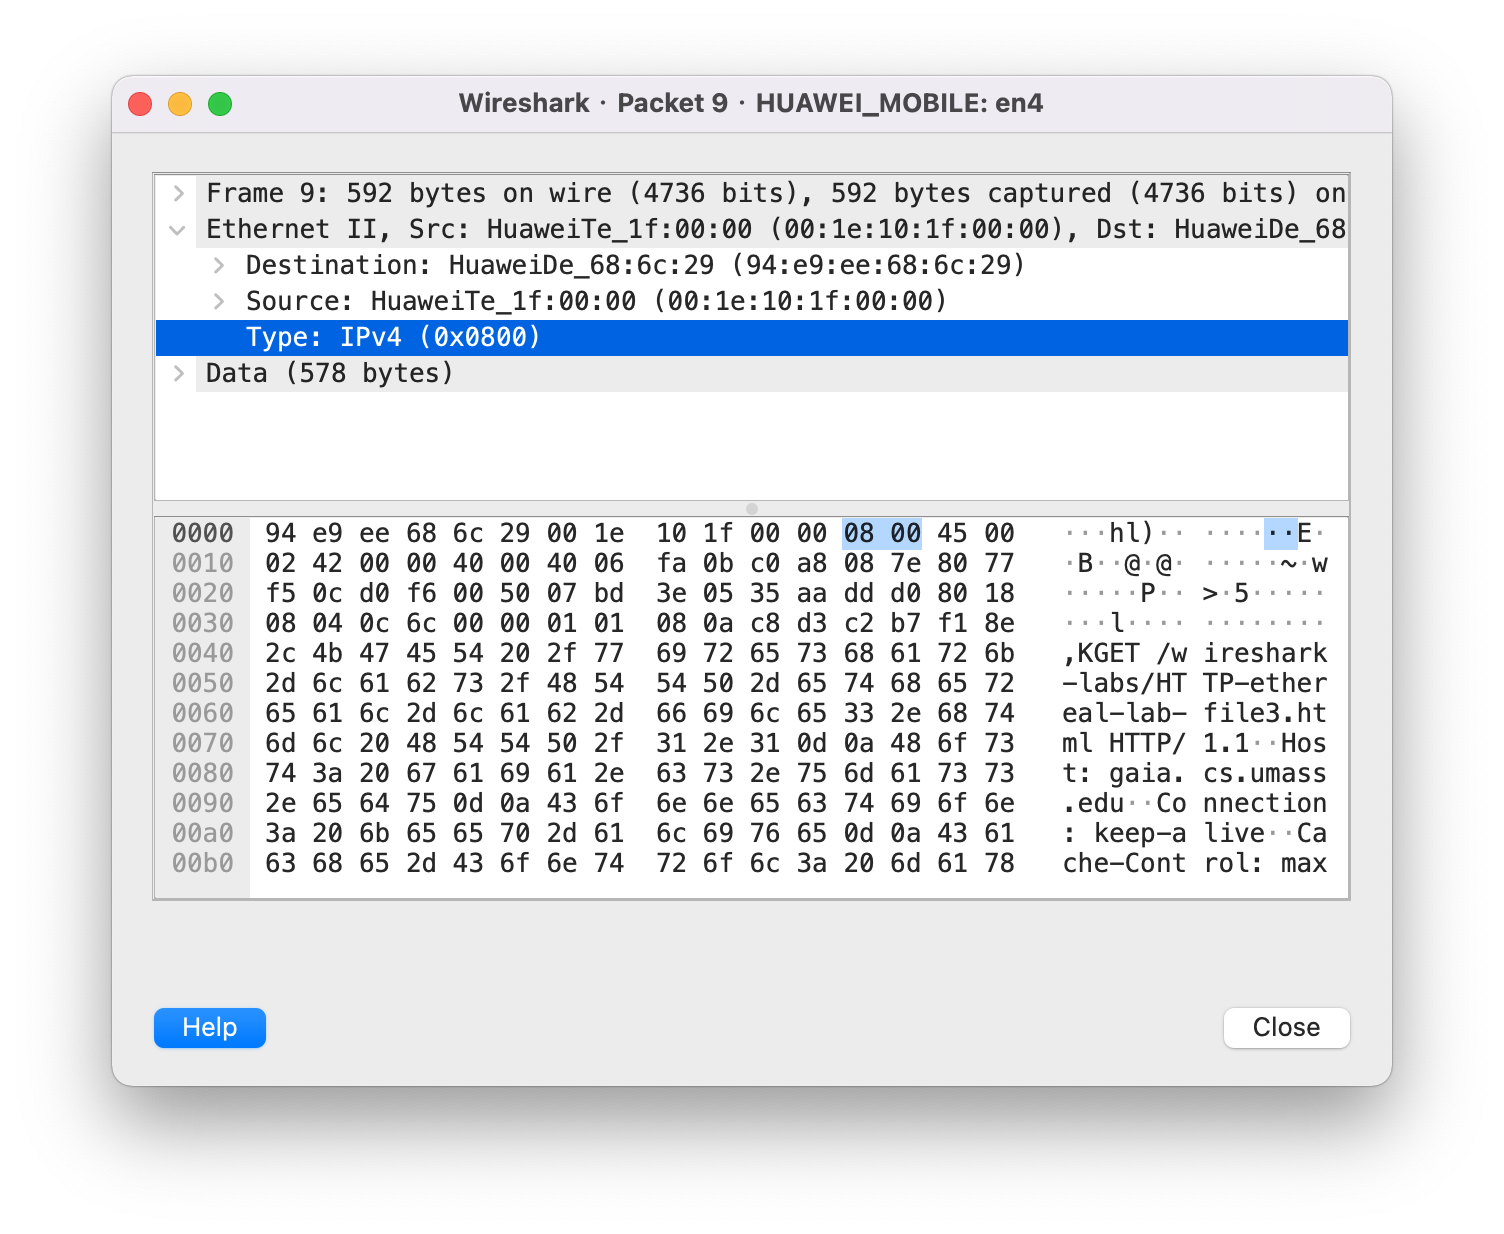 Wireshark · Packet 9 · HUAWEI_MOBILE: en4
Frame 9: 592 bytes on wire (4736 bits), 592 bytes captured (4736 bits) on
Ethernet II, Src: HuaweiTe_1f:00:00 (00:1e:10:1f:00:00), Dst: HuaweiDe_68
Destination: HuaweiDe_68:6c:29 (94:e9:ee:68:6c:29)
Source: HuaweiTe_1f:00:00 (00:1e:10:1f:00:00)
Type: IPv4 (0x0800)
Data (578 bytes)
0000 94 e9 ee 68 6c 29 00 1e 10 1f 00 00 08 00 45 00 ···hl)·· ······E·
0010 02 42 00 00 40 00 40 06 fa 0b c0 a8 08 7e 80 77 ·B··@·@· ·····~·w
0020 f5 0c d0 f6 00 50 07 bd 3e 05 35 aa dd d0 80 18 ·····P·· >·5·····
0030 08 04 0c 6c 00 00 01 01 08 0a c8 d3 c2 b7 f1 8e ···l···· ········
0040 2c 4b 47 45 54 20 2f 77 69 72 65 73 68 61 72 6b ,KGET /w ireshark
0050 2d 6c 61 62 73 2f 48 54 54 50 2d 65 74 68 65 72 -labs/HT TP-ether
0060 65 61 6c 2d 6c 61 62 2d 66 69 6c 65 33 2e 68 74 eal-lab- file3.ht
0070 6d 6c 20 48 54 54 50 2f 31 2e 31 0d 0a 48 6f 73 ml HTTP/ 1.1··Hos
0080 74 3a 20 67 61 69 61 2e 63 73 2e 75 6d 61 73 73 t: gaia. cs.umass
0090 2e 65 64 75 0d 0a 43 6f 6e 6e 65 63 74 69 6f 6e .edu··Co nnection
00a0 3a 20 6b 65 65 70 2d 61 6c 69 76 65 0d 0a 43 61 : keep-a live··Ca
00b0 63 68 65 2d 43 6f 6e 74 72 6f 6c 3a 20 6d 61 78 che-Cont rol: max
Help
Close